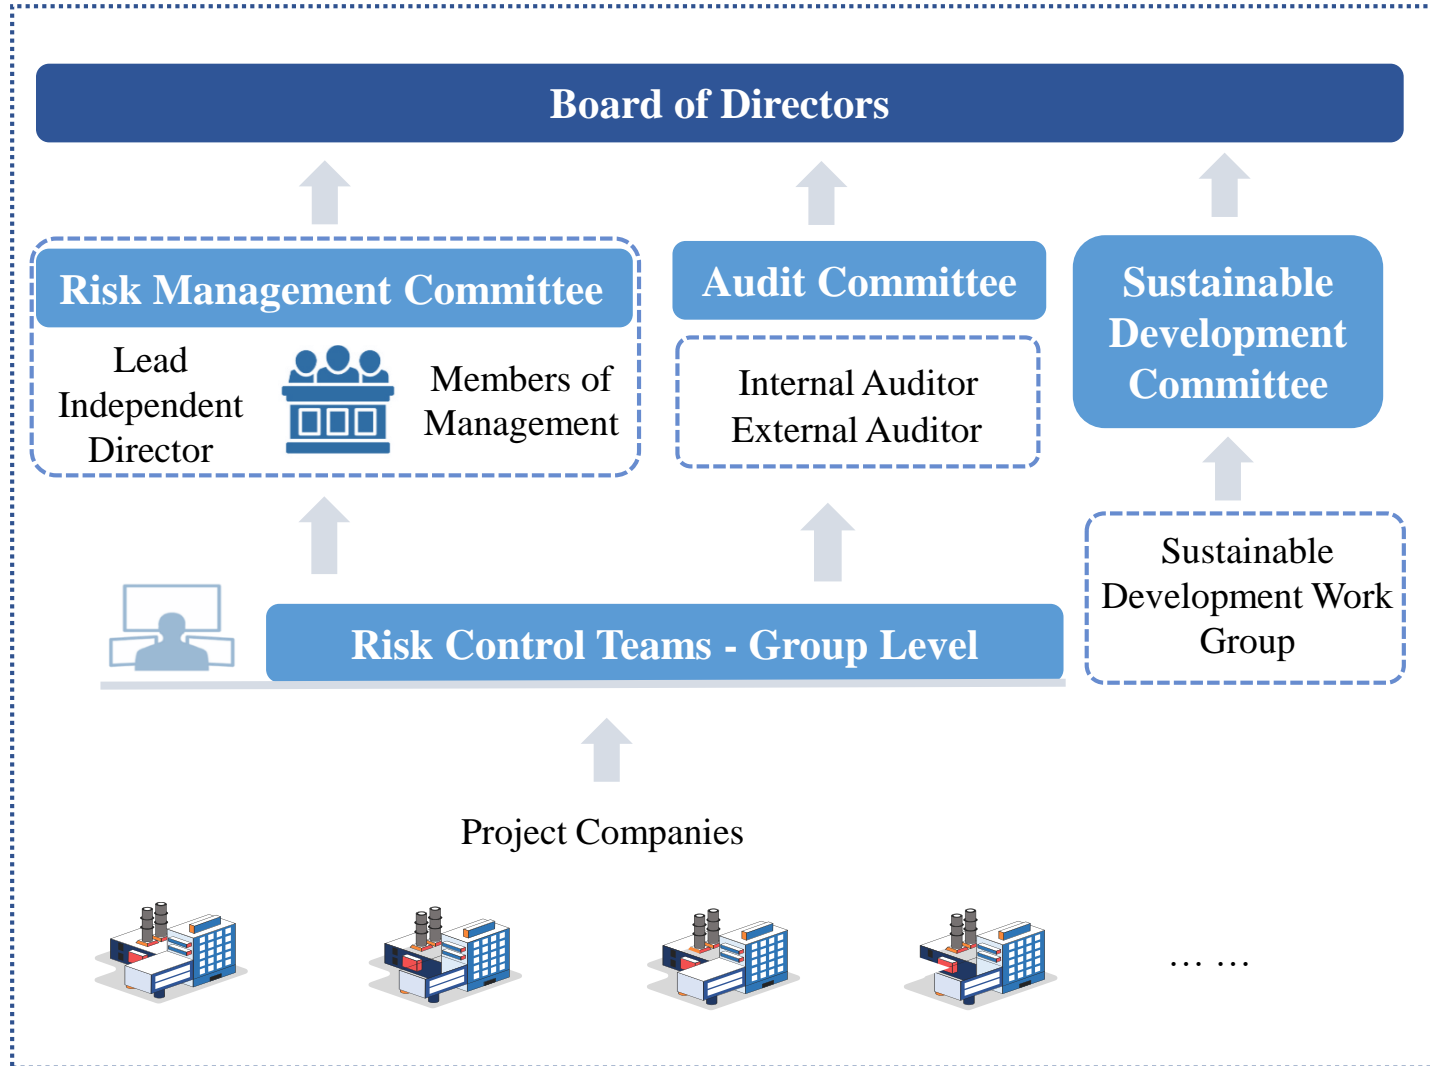 Board of Directors
Risk Management Committee
Lead
Independent
Director
Members of
Management
Audit Committee
Internal Auditor
External Auditor
Sustainable
Development
Committee
Sustainable
Development Work
Group
Risk Control Teams - Group Level
Project Companies
… …